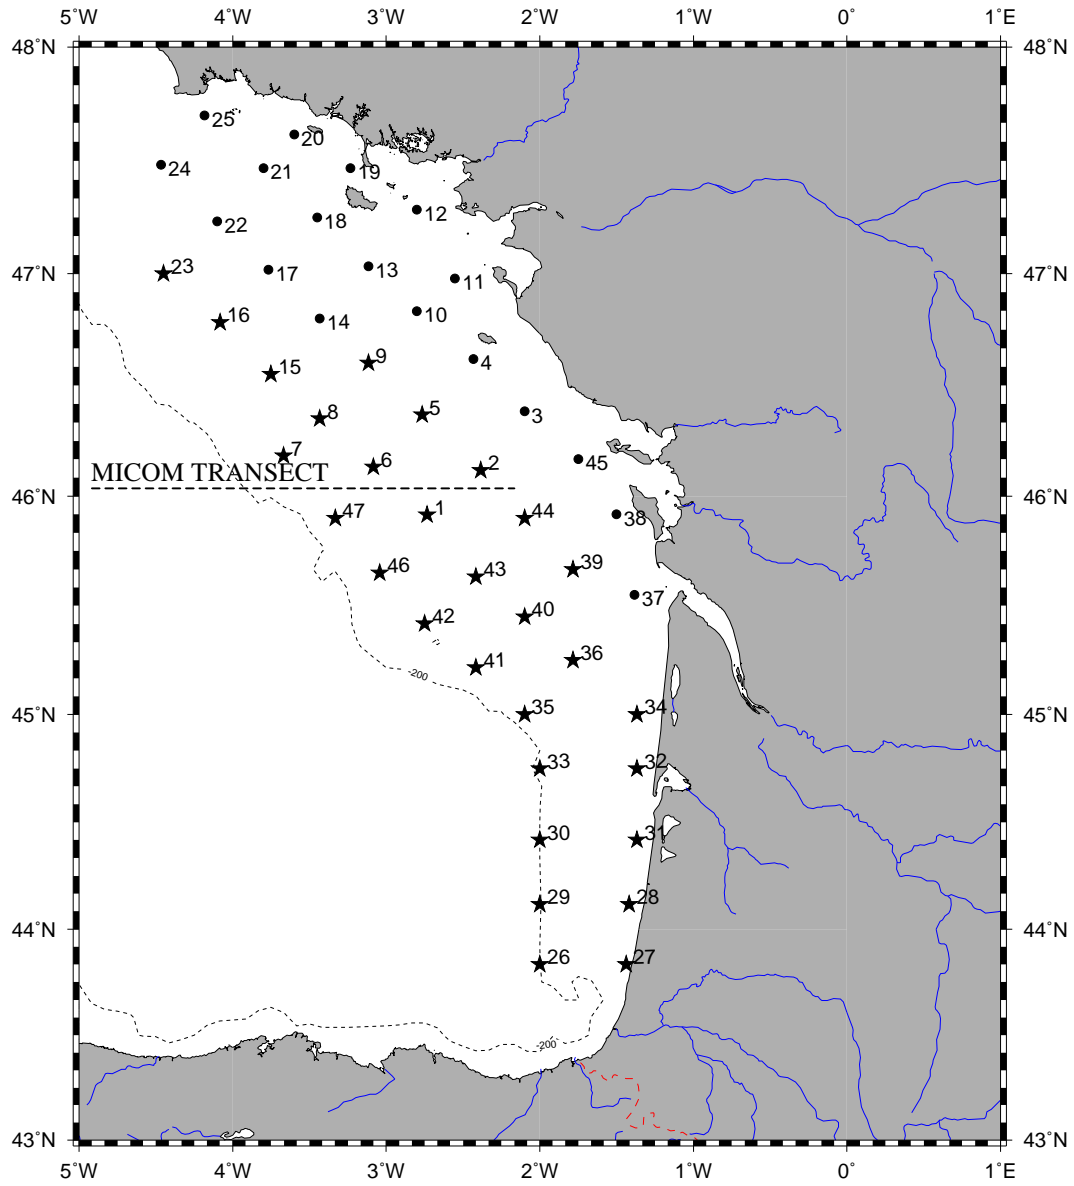 5˚W 4˚W 3˚W 2˚W 1˚W 0˚ 1˚E
48˚N 48˚N
25
20
24 21 19
12
22 18
23 17 13 11
47˚N 47˚N
16 14 10
15 9 4
8 5 3
7 6 2 45
MICOM TRANSECT
46˚N 46˚N
47 1 44 38
46 43 39
37
42 40
41 36
-200
35 34
45˚N 45˚N
33 32
30 31
29 28
44˚N 44˚N
26 27
-200
43˚N 43˚N
5˚W 4˚W 3˚W 2˚W 1˚W 0˚ 1˚E